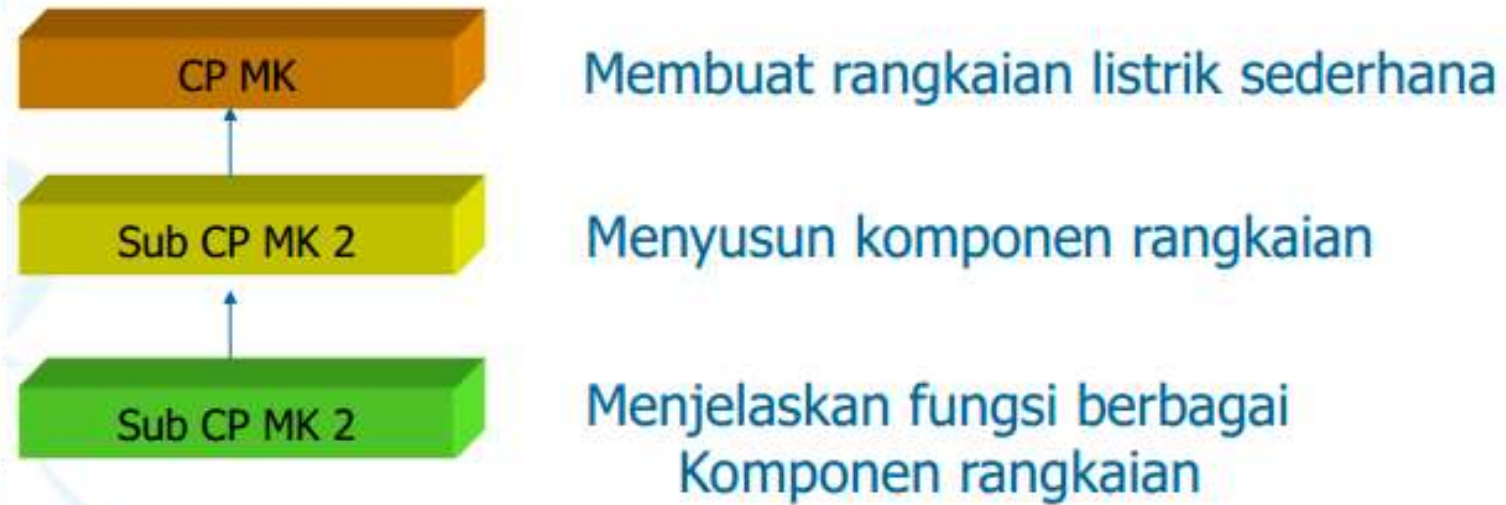 CP MK
Membuat rangkaian listrik sederhana
Sub CP MK 2
Menyusun komponen rangkaian
Sub CP MK 2
Menjelaskan fungsi berbagai
Komponen rangkaian